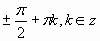 ± π/2 + πk, k ∈ z